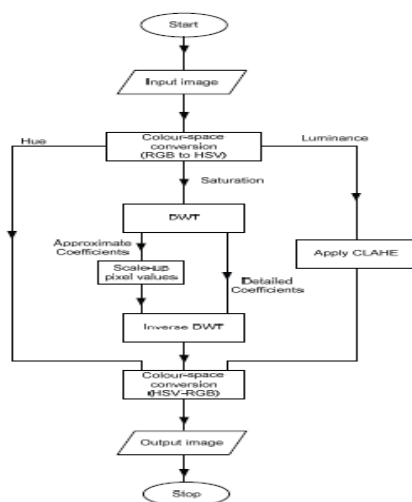 Start
Input image
Hue
Colour-space
conversion
(RGB to HSV)
Luminance
Saturation
DWT
Approximate
Coefficients
Scale-up
pixel values
Detailed
Coefficients
Apply CLAHE
Inverse DWT
Colour-space
conversion
(HSV-RGB)
Output image
Stop